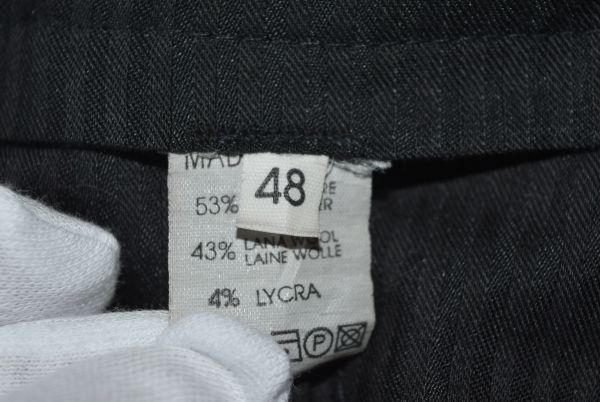 MAD
48
53%
43% LANA WOOL
LAINE WOLLE
4% LYCRA
P